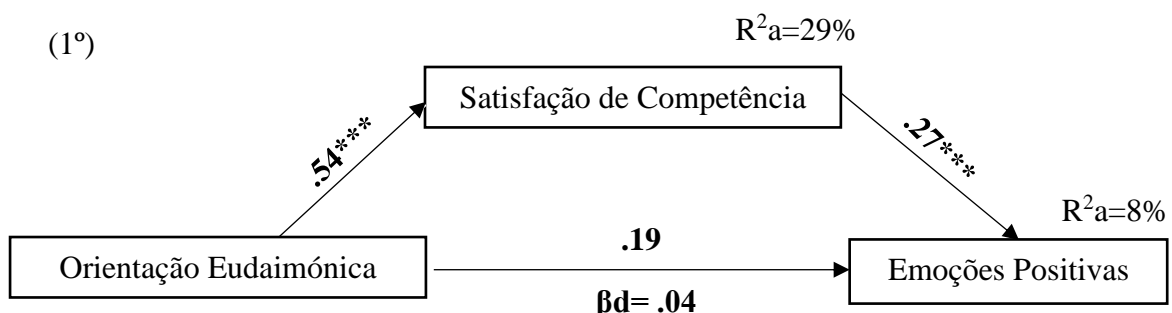 (1º)
R²a=29%
Satisfação de Competência
.54***
.27***
R²a=8%
Orientação Eudaimónica
.19
βd= .04
Emoções Positivas